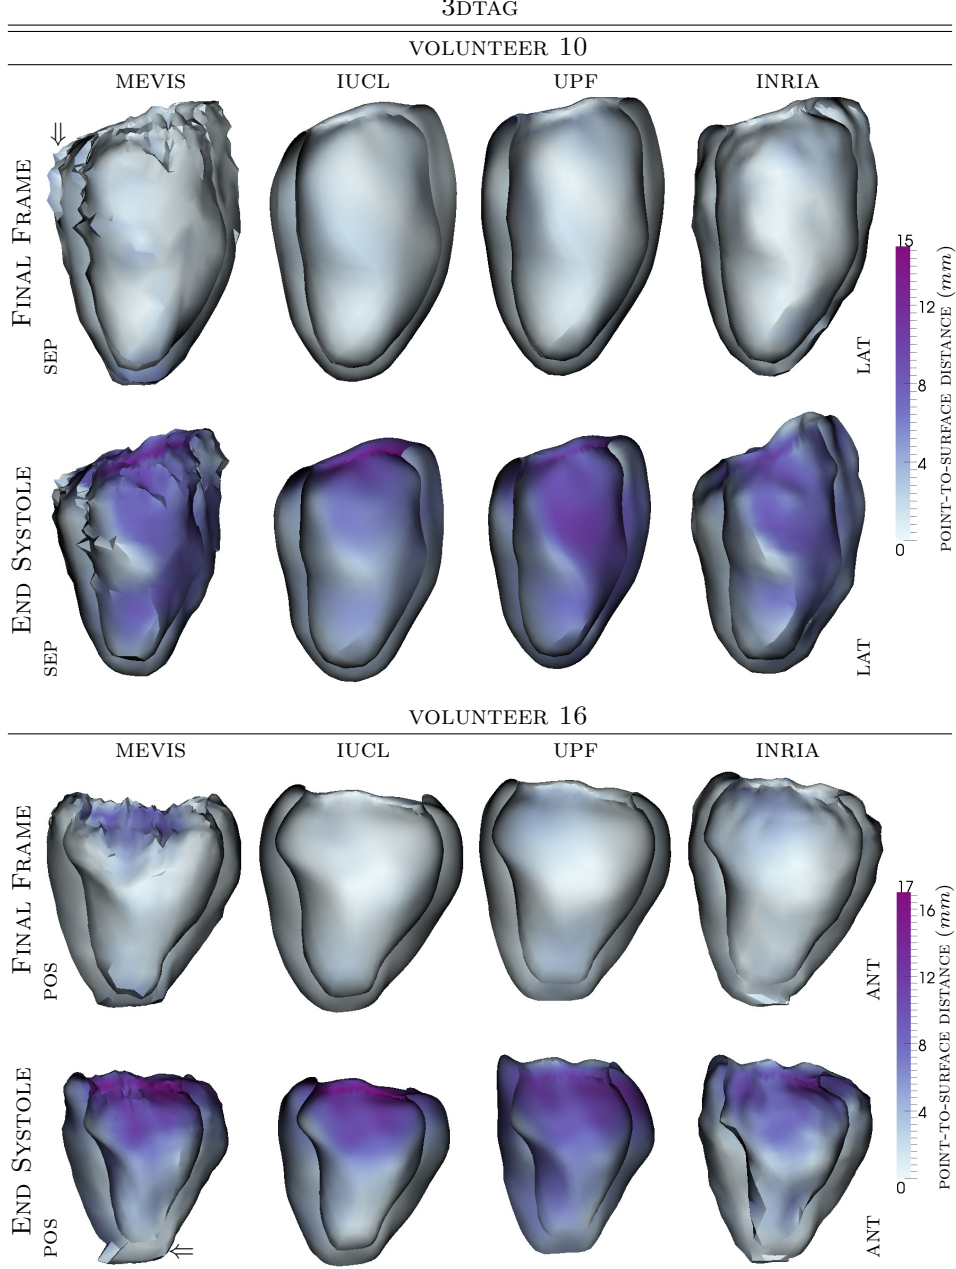 3DTAG
VOLUNTEER 10
MEVIS IUCL UPF INRIA
FINAL FRAME
⇓
SEP
LAT
END SYSTOLE
SEP
LAT
15
12
8
4
0
POINT-TO-SURFACE DISTANCE (mm)
VOLUNTEER 16
MEVIS IUCL UPF INRIA
FINAL FRAME
POS
ANT
END SYSTOLE
POS
⇐
ANT
17
16
12
8
4
0
POINT-TO-SURFACE DISTANCE (mm)